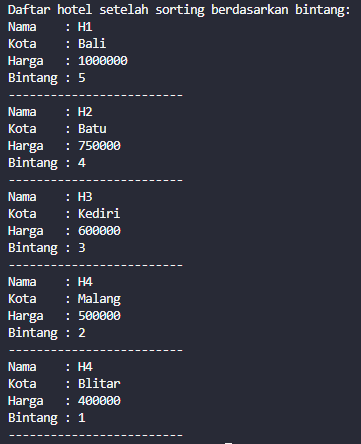 Daftar hotel setelah sorting berdasarkan bintang:
Nama    : H1
Kota    : Bali
Harga   : 1000000
Bintang : 5
-------------------------
Nama    : H2
Kota    : Batu
Harga   : 750000
Bintang : 4
-------------------------
Nama    : H3
Kota    : Kediri
Harga   : 600000
Bintang : 3
-------------------------
Nama    : H4
Kota    : Malang
Harga   : 500000
Bintang : 2
-------------------------
Nama    : H4
Kota    : Blitar
Harga   : 400000
Bintang : 1
-------------------------